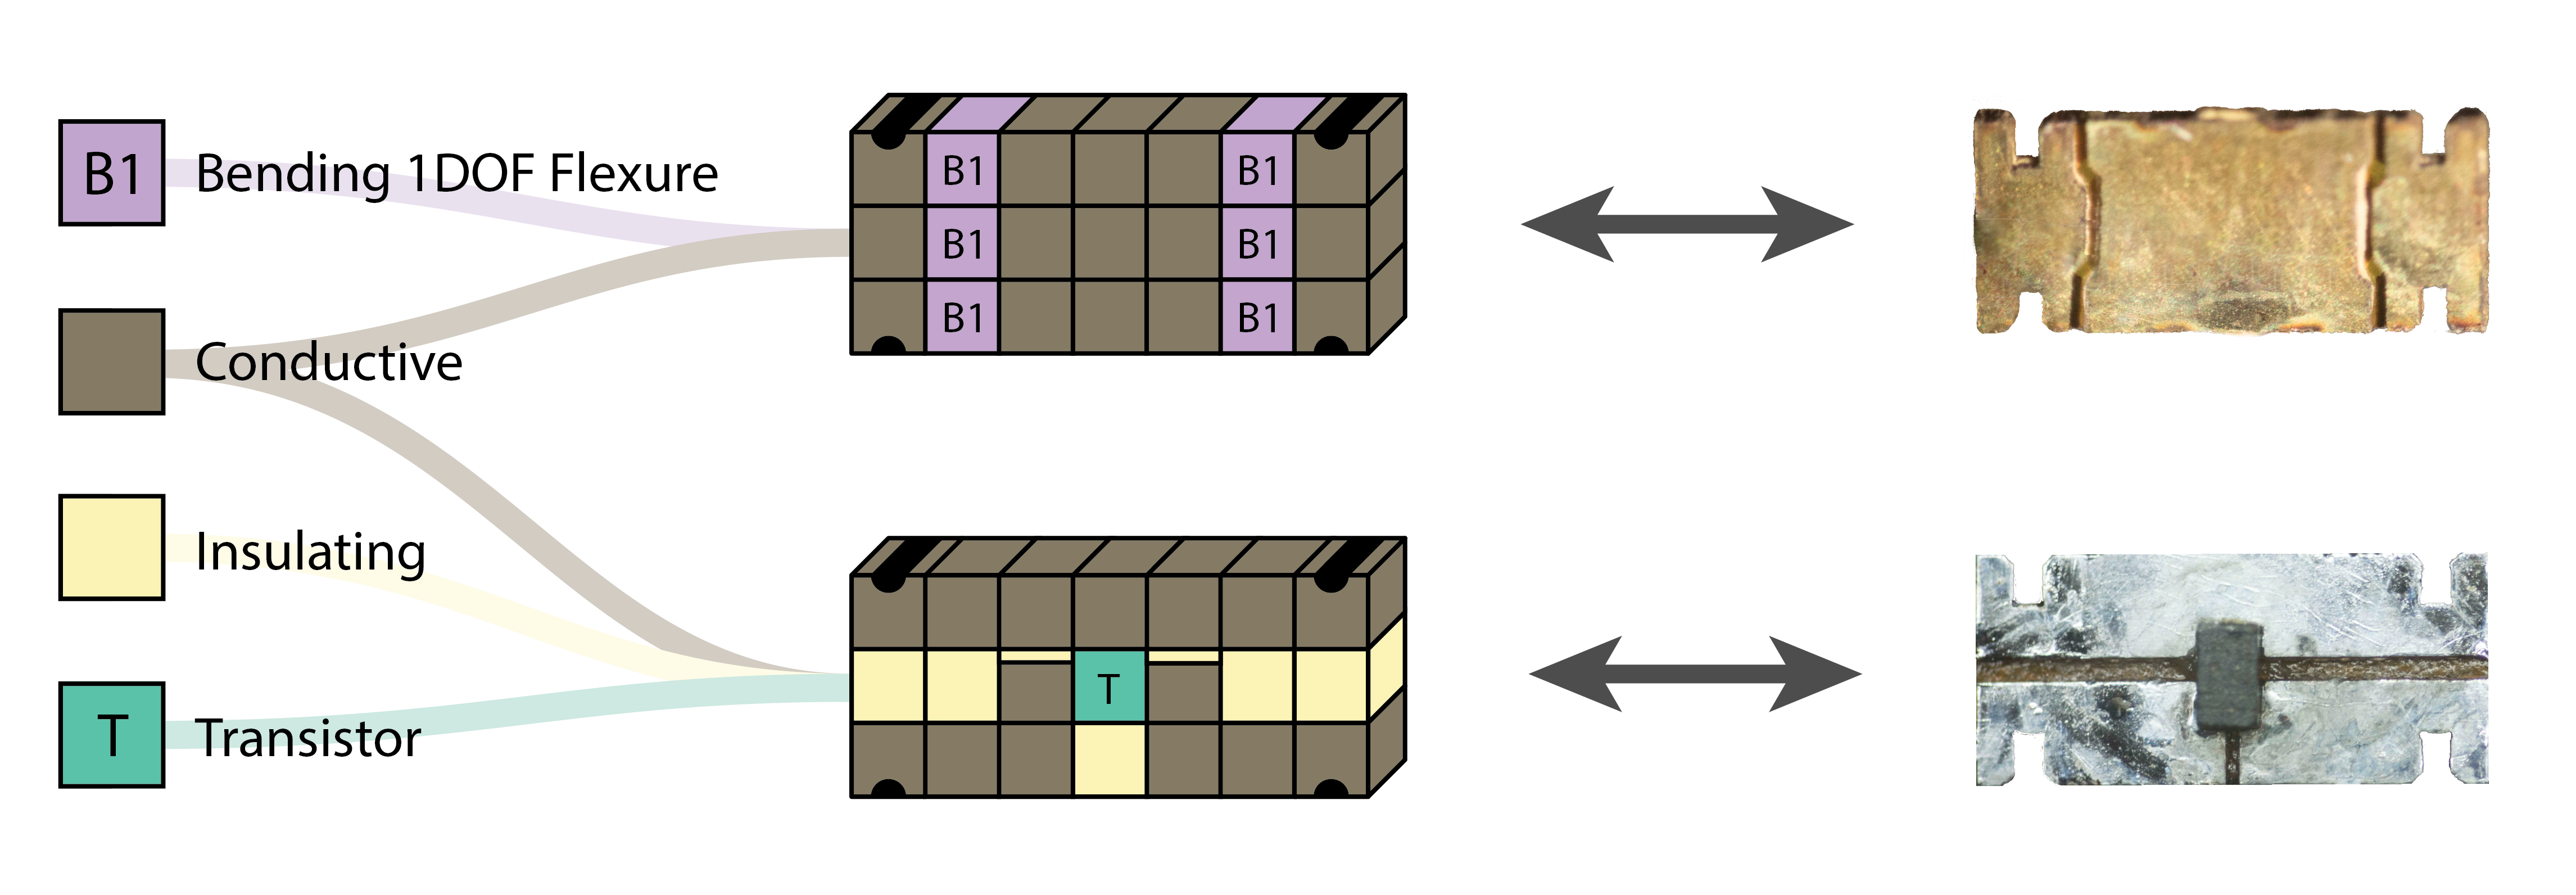 B1 Bending 1DOF Flexure
Conductive
Insulating
T Transistor
B1 B1
B1 B1
B1 B1
T